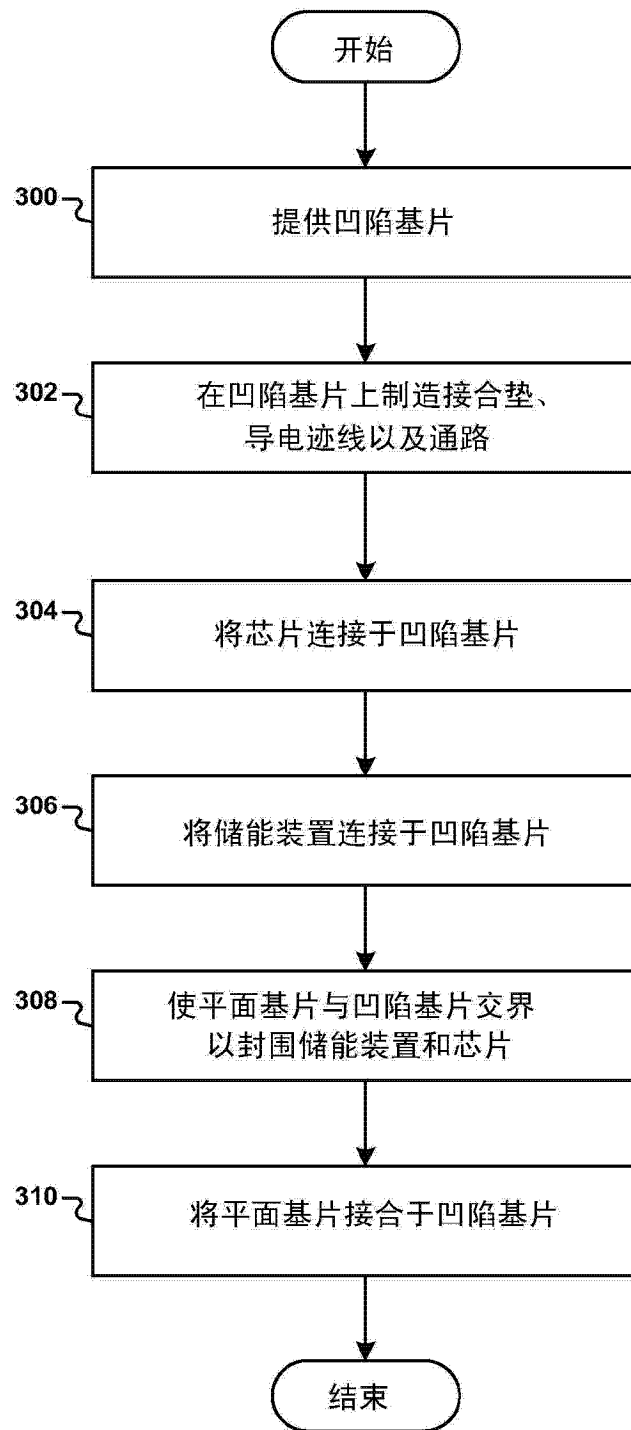 开始
300
提供凹陷基片
302
在凹陷基片上制造接合垫、
导电迹线以及通路
304
将芯片连接于凹陷基片
306
将储能装置连接于凹陷基片
308
使平面基片与凹陷基片交界
以封围储能装置和芯片
310
将平面基片接合于凹陷基片
结束